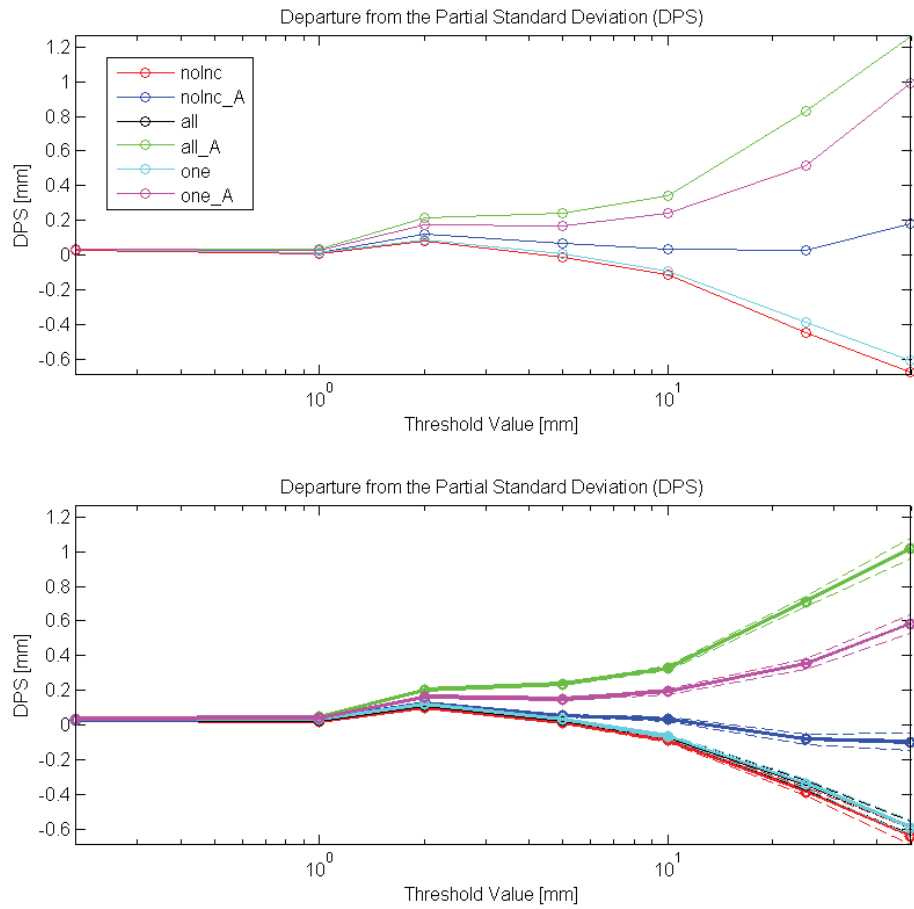 Departure from the Partial Standard Deviation (DPS)
1.2
1
0.8
0.6
0.4
0.2
0
-0.2
-0.4
-0.6
DPS [mm]
noInc
noInc_A
all
all_A
one
one_A
10^0
10^1
Threshold Value [mm]
Departure from the Partial Standard Deviation (DPS)
1.2
1
0.8
0.6
0.4
0.2
0
-0.2
-0.4
-0.6
DPS [mm]
10^0
10^1
Threshold Value [mm]